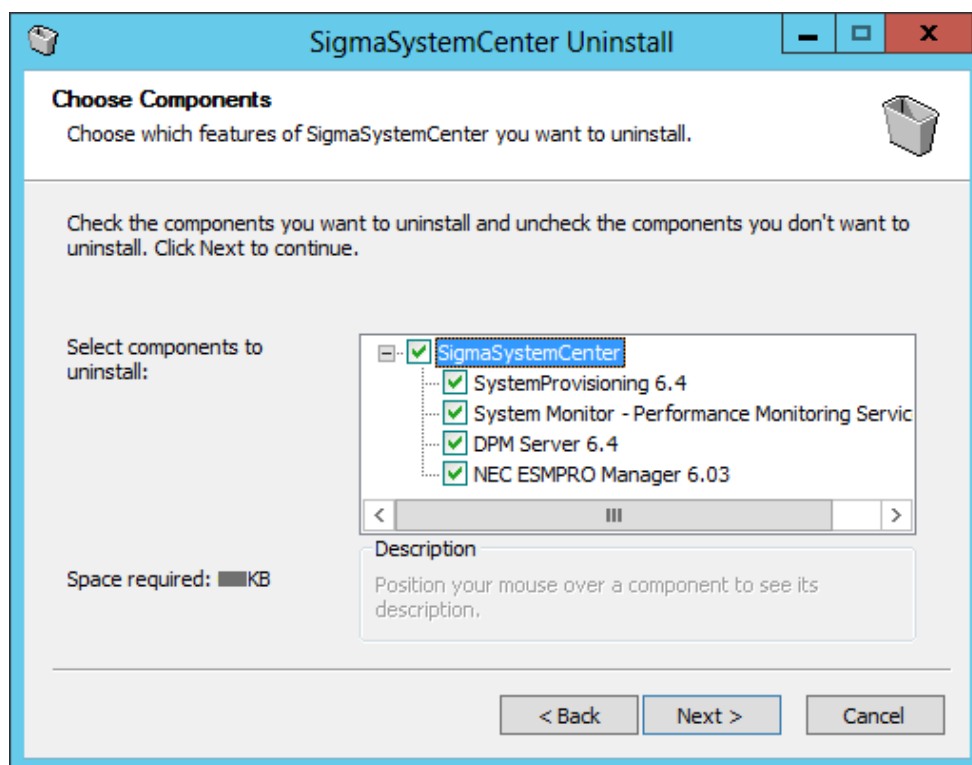 SigmaSystemCenter Uninstall
Choose Components
Choose which features of SigmaSystemCenter you want to uninstall.
Check the components you want to uninstall and uncheck the components you don't want to
uninstall. Click Next to continue.
Select components to
uninstall:
SigmaSystemCenter
SystemProvisioning 6.4
System Monitor - Performance Monitoring Servic
DPM Server 6.4
NEC ESMPRO Manager 6.03
Space required: KB
Description
Position your mouse over a component to see its
description.
< Back
Next >
Cancel